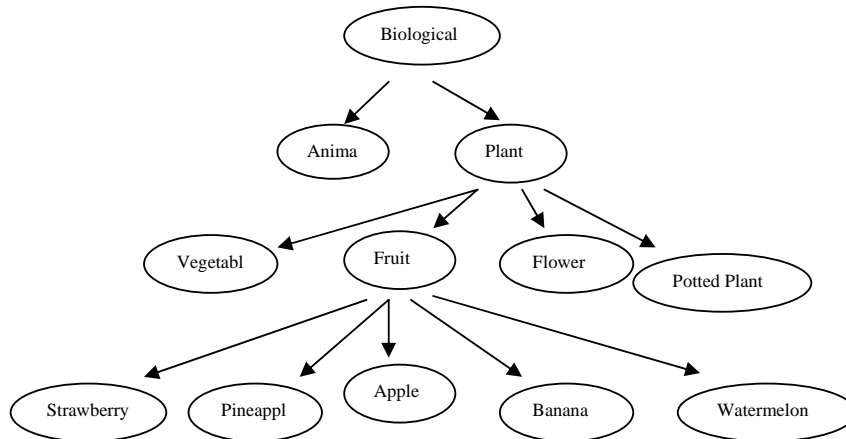 Biological
Anima
Plant
Vegetabl
Fruit
Flower
Potted Plant
Strawberry
Pineappl
Apple
Banana
Watermelon